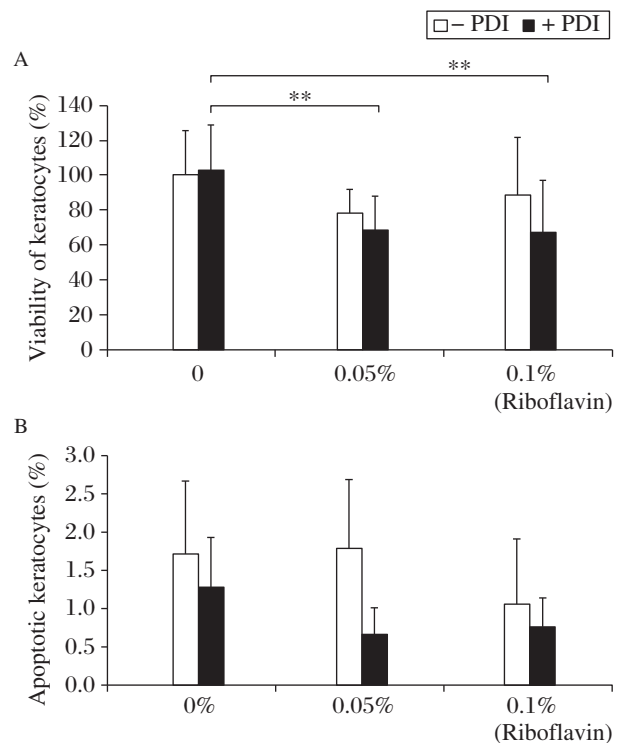 – PDI + PDI
A
** **
Viability of keratocytes (%)
140
120
100
80
60
40
20
0
0 0.05% 0.1%
(Riboflavin)
B
Apoptotic keratocytes (%)
3.0
2.5
2.0
1.5
1.0
0.5
0.0
0% 0.05% 0.1%
(Riboflavin)